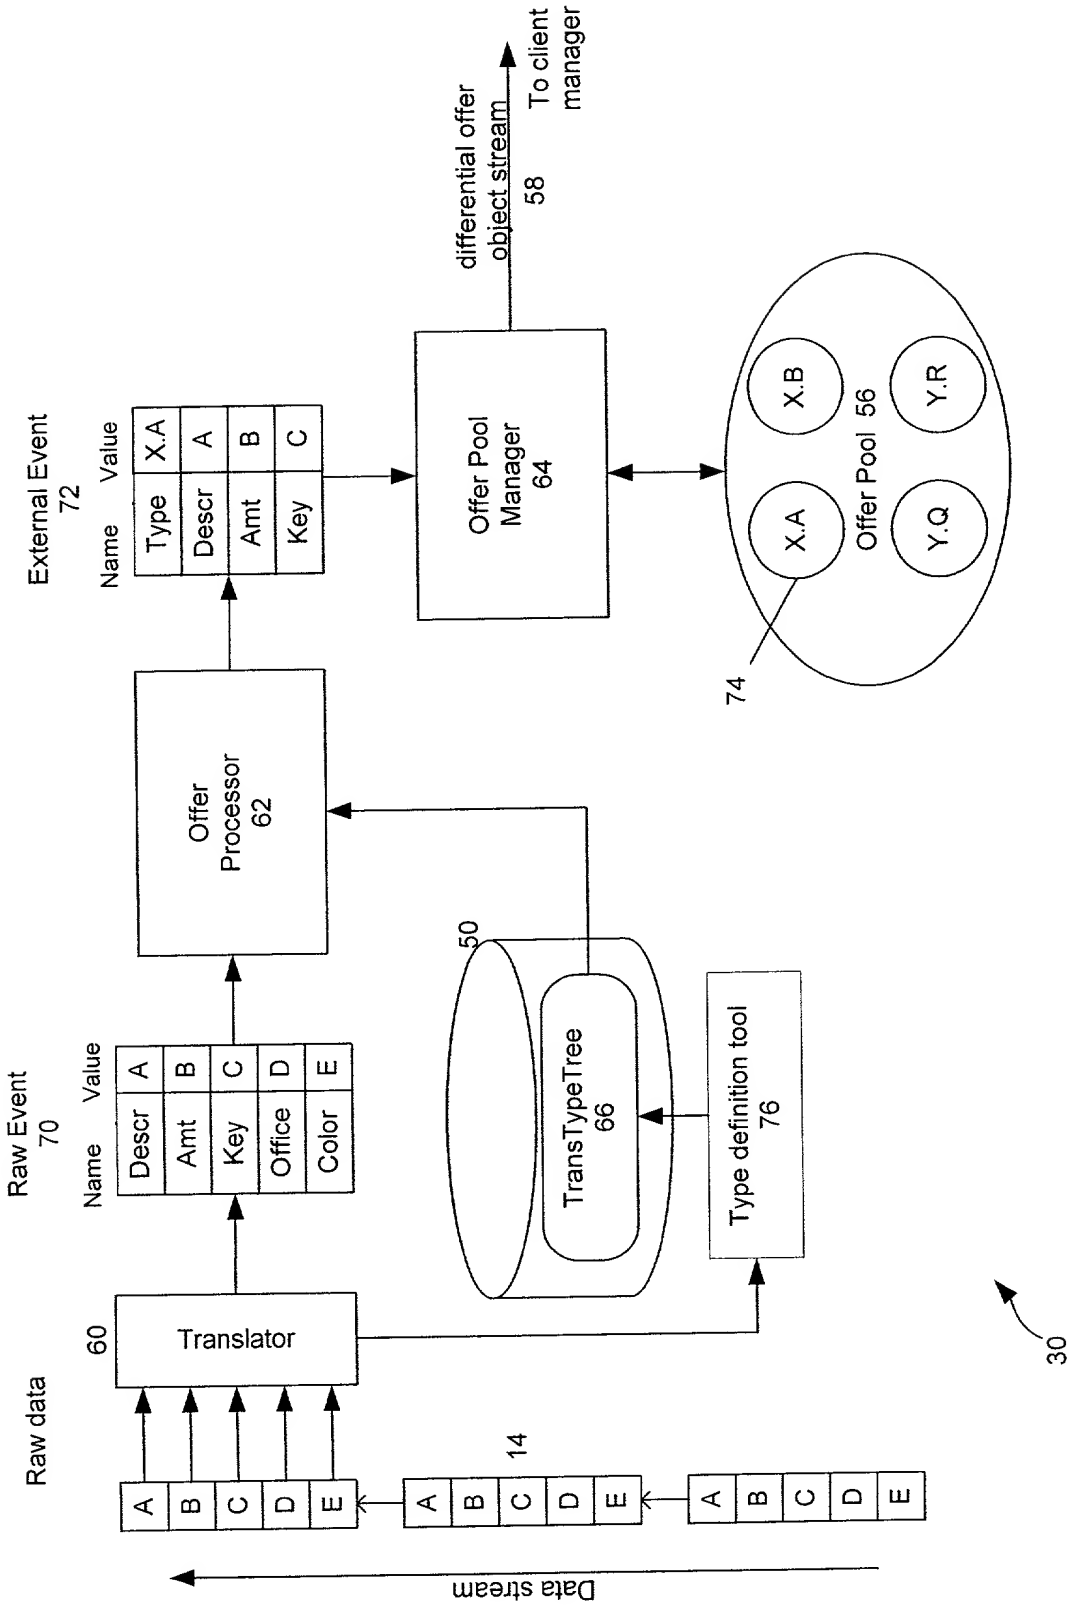 Raw data
Data stream
A
B
C
D
E
14
A
B
C
D
E
A
B
C
D
E
60
Translator
Raw Event
70
Name Value
Descr A
Amt B
Key C
Office D
Color E
Offer
Processor
62
External Event
72
Name Value
Type X.A
Descr A
Amt B
Key C
50
TransTypeTree
66
Type definition tool
76
Offer Pool
Manager
64
differential offer
object stream
58
To client
manager
74
X.A
X.B
Offer Pool 56
Y.Q
Y.R
30